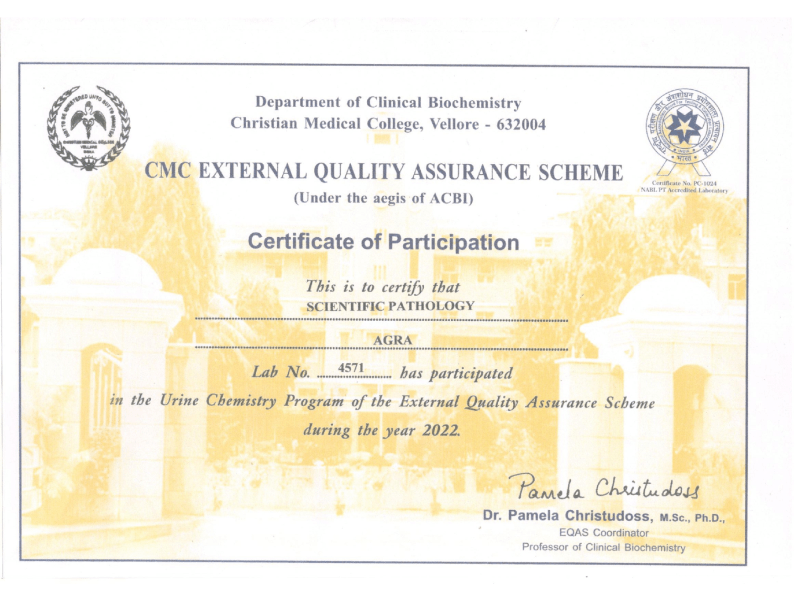 Department of Clinical Biochemistry
Christian Medical College, Vellore - 632004
CMC EXTERNAL QUALITY ASSURANCE SCHEME
(Under the aegis of ACBI)
Certificate No. PC-1024
NABL PT Accredited Laboratory
Certificate of Participation
This is to certify that
SCIENTIFIC PATHOLOGY
AGRA
Lab No. 4571 has participated
in the Urine Chemistry Program of the External Quality Assurance Scheme
during the year 2022.
Pamela Christudoss
Dr. Pamela Christudoss, M.Sc., Ph.D.,
EQAS Coordinator
Professor of Clinical Biochemistry